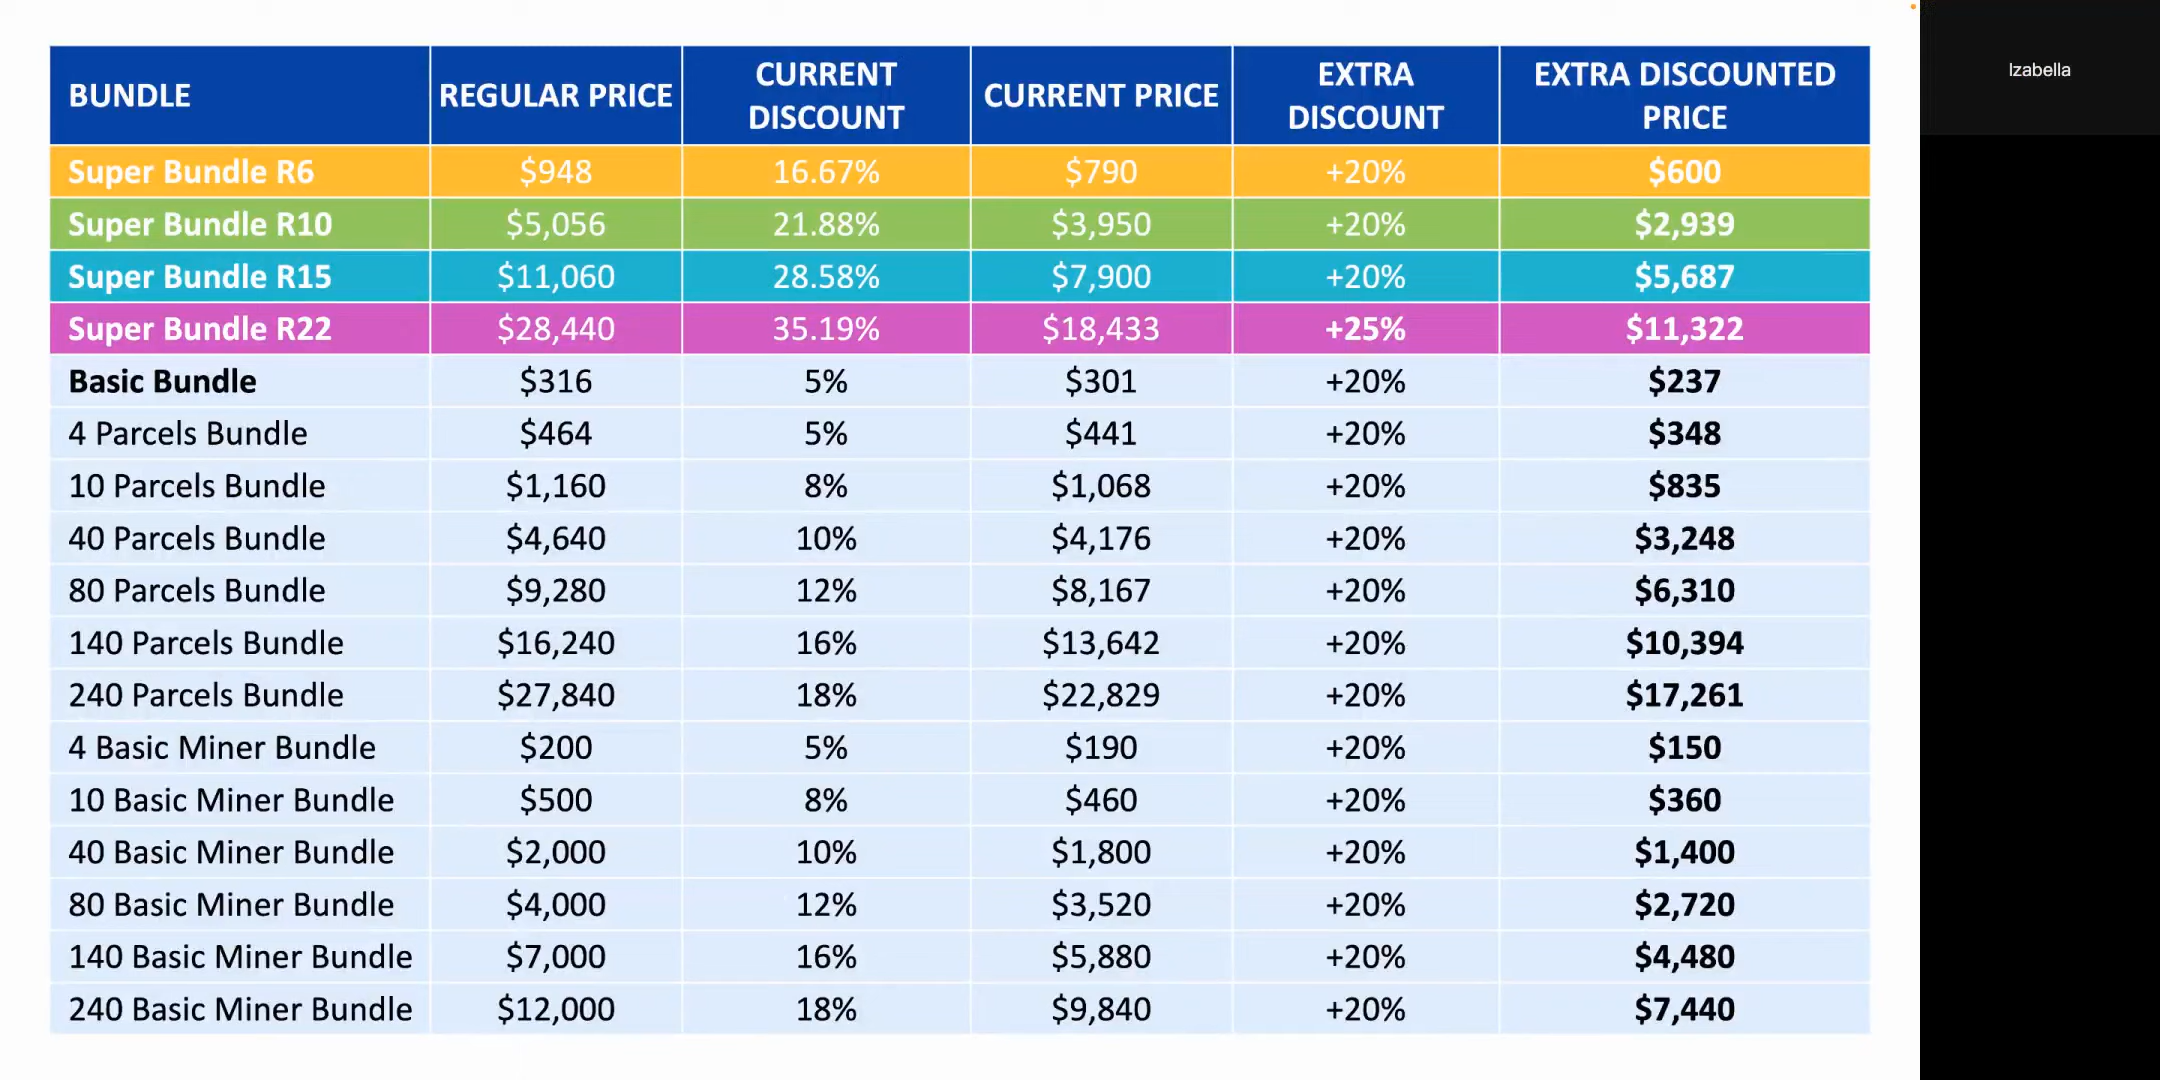 BUNDLE REGULAR PRICE CURRENT DISCOUNT CURRENT PRICE EXTRA DISCOUNT EXTRA DISCOUNTED PRICE
Super Bundle R6 $948 16.67% $790 +20% $600
Super Bundle R10 $5,056 21.88% $3,950 +20% $2,939
Super Bundle R15 $11,060 28.58% $7,900 +20% $5,687
Super Bundle R22 $28,440 35.19% $18,433 +25% $11,322
Basic Bundle $316 5% $301 +20% $237
4 Parcels Bundle $464 5% $441 +20% $348
10 Parcels Bundle $1,160 8% $1,068 +20% $835
40 Parcels Bundle $4,640 10% $4,176 +20% $3,248
80 Parcels Bundle $9,280 12% $8,167 +20% $6,310
140 Parcels Bundle $16,240 16% $13,642 +20% $10,394
240 Parcels Bundle $27,840 18% $22,829 +20% $17,261
4 Basic Miner Bundle $200 5% $190 +20% $150
10 Basic Miner Bundle $500 8% $460 +20% $360
40 Basic Miner Bundle $2,000 10% $1,800 +20% $1,400
80 Basic Miner Bundle $4,000 12% $3,520 +20% $2,720
140 Basic Miner Bundle $7,000 16% $5,880 +20% $4,480
240 Basic Miner Bundle $12,000 18% $9,840 +20% $7,440
Izabella